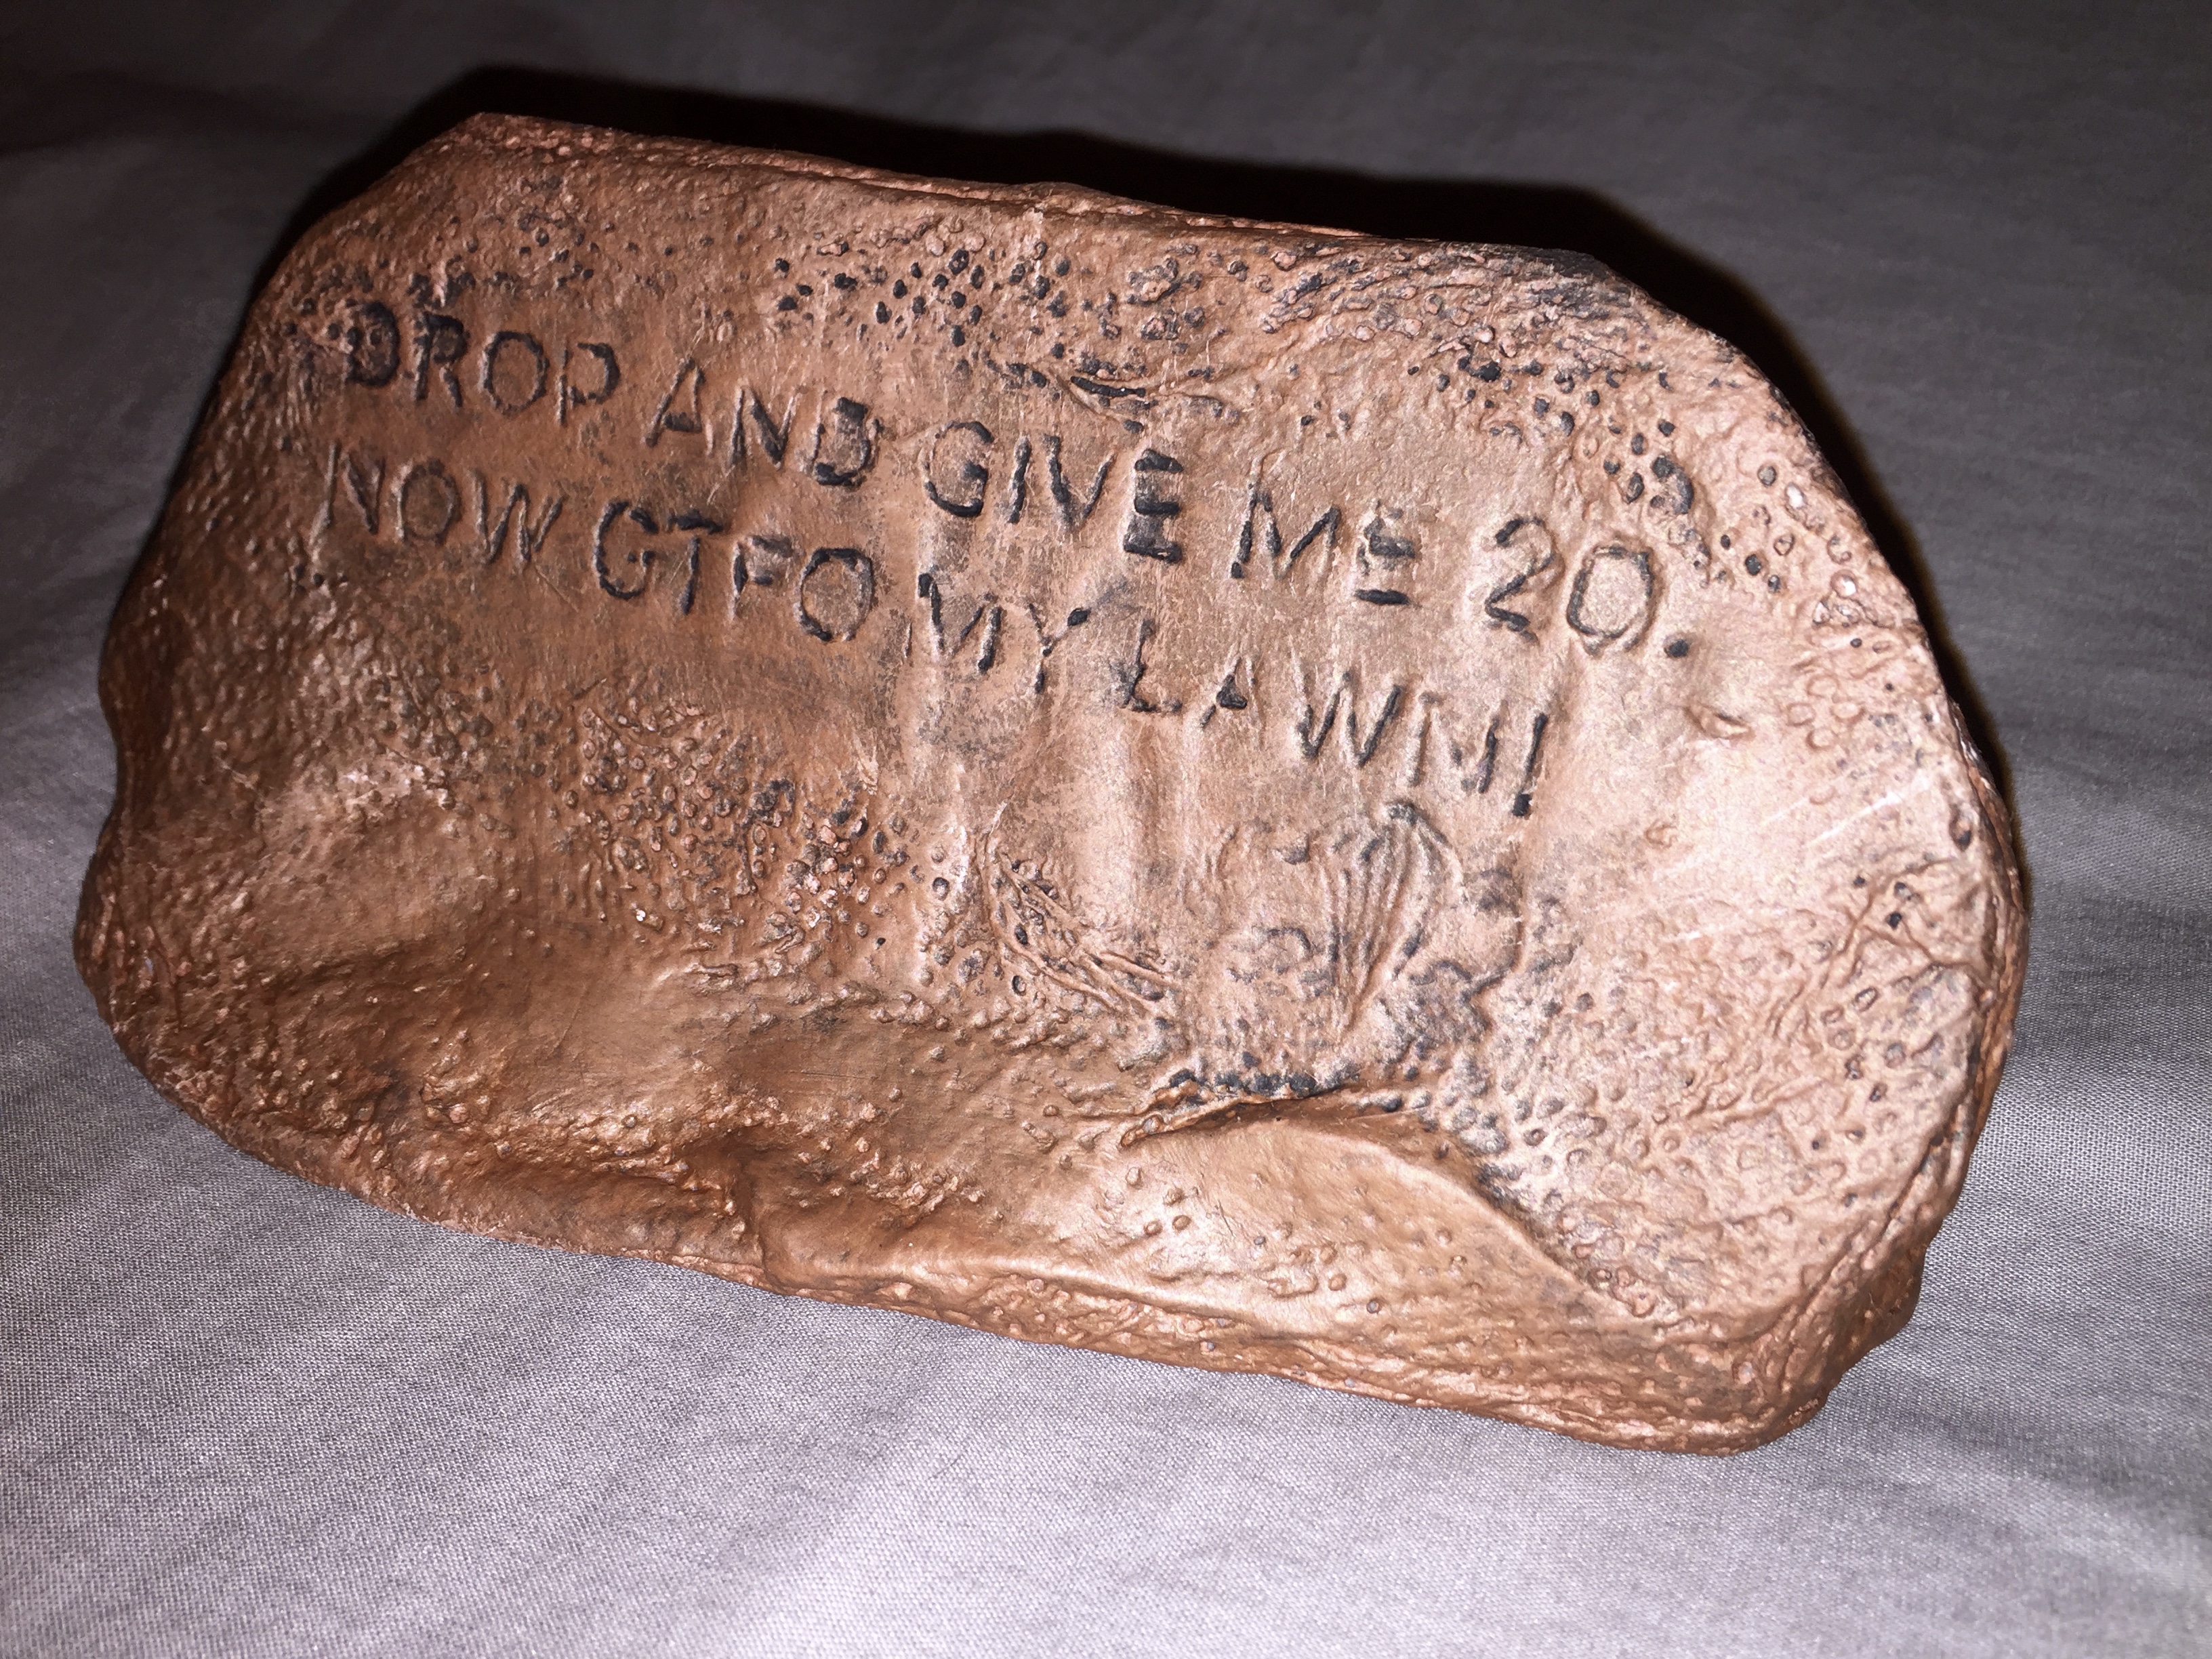 DROP AND GIVE ME 20.
NOW GTFO MY LAWN!